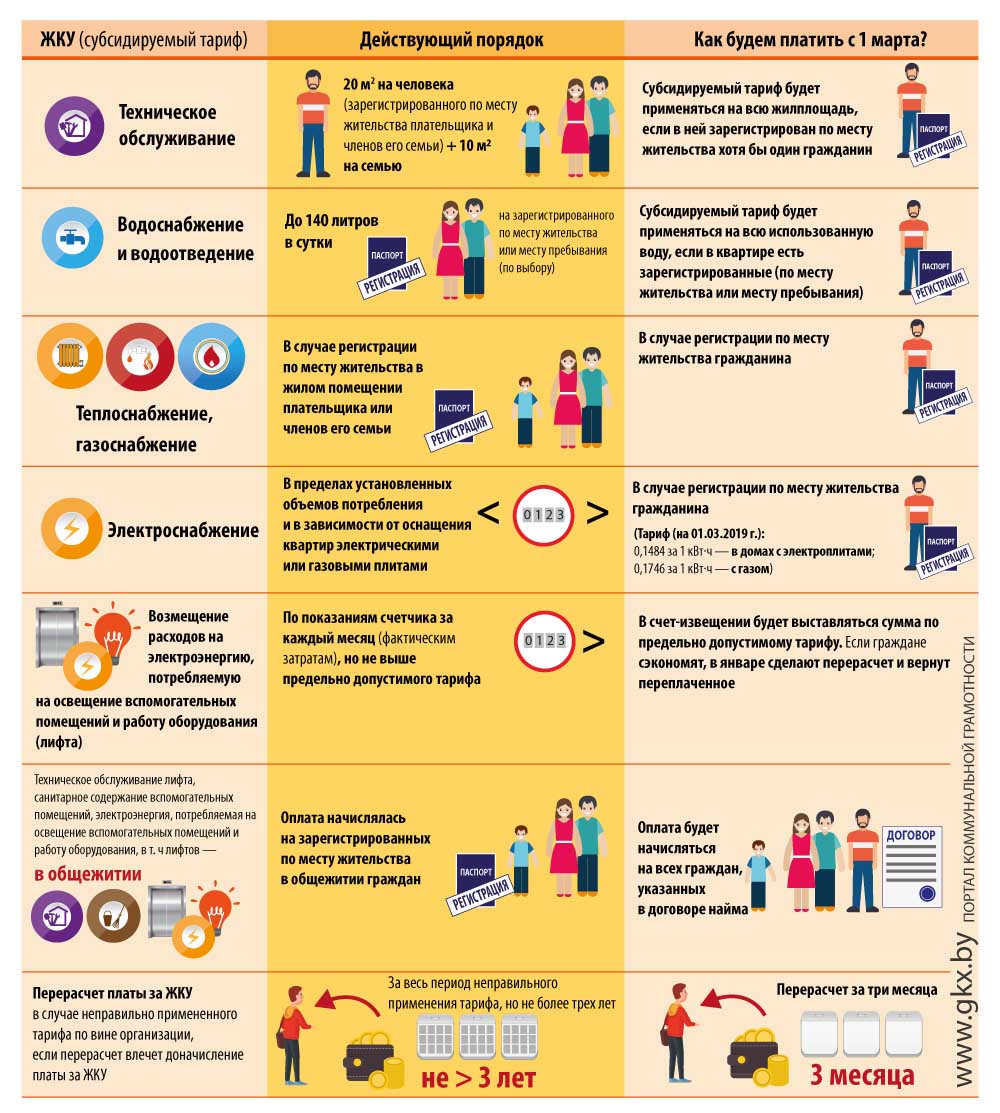 ЖКУ (субсидируемый тариф)
Действующий порядок
Как будем платить с 1 марта?
Техническое
обслуживание
20 м² на человека
(зарегистрированного по месту
жительства плательщика и
членов его семьи) + 10 м²
на семью
Субсидируемый тариф будет
применяться на всю жилплощадь,
если в ней зарегистрирован по месту
жительства хотя бы один гражданин
ПАСПОРТ
РЕГИСТРАЦИЯ
Водоснабжение
и водоотведение
До 140 литров
в сутки
ПАСПОРТ
РЕГИСТРАЦИЯ
на зарегистрированного
по месту жительства
или месту пребывания
(по выбору)
Субсидируемый тариф будет
применяться на всю использованную
воду, если в квартире есть
зарегистрированные (по месту
жительства или месту пребывания)
ПАСПОРТ
РЕГИСТРАЦИЯ
Теплоснабжение,
газоснабжение
В случае регистрации
по месту жительства в
жилом помещении
плательщика или
членов его семьи
ПАСПОРТ
РЕГИСТРАЦИЯ
В случае регистрации по месту
жительства гражданина
ПАСПОРТ
РЕГИСТРАЦИЯ
Электроснабжение
В пределах установленных
объемов потребления
и в зависимости от оснащения
квартир электрическими
или газовыми плитами
< 0123 >
В случае регистрации по месту жительства
гражданина
(Тариф (на 01.03.2019 г.):
0,1484 за 1 кВт·ч — в домах с электроплитами;
0,1746 за 1 кВт·ч — с газом)
ПАСПОРТ
РЕГИСТРАЦИЯ
Возмещение
расходов на
электроэнергию,
потребляемую
на освещение вспомогательных
помещений и работу оборудования
(лифта)
По показаниям счетчика за
каждый месяц (фактическим
затратам), но не выше
предельно допустимого тарифа
0123 >
В счет-извещении будет выставляться сумма по
предельно допустимому тарифу. Если граждане
сэкономят, в январе сделают перерасчет и вернут
переплаченное
Техническое обслуживание лифта,
санитарное содержание вспомогательных
помещений, электроэнергия, потребляемая на
освещение вспомогательных помещений и
работу оборудования, в т. ч лифтов —
в общежитии
Оплата начислялась
на зарегистрированных
по месту жительства
в общежитии граждан
ПАСПОРТ
РЕГИСТРАЦИЯ
Оплата будет
начисляться
на всех граждан,
указанных
в договоре найма
ДОГОВОР
Перерасчет платы за ЖКУ
в случае неправильно примененного
тарифа по вине организации,
если перерасчет влечет доначисление
платы за ЖКУ
За весь период неправильного
применения тарифа, но не более трех лет
не > 3 лет
Перерасчет за три месяца
3 месяца
www.gkx.by ПОРТАЛ КОММУНАЛЬНОЙ ГРАМОТНОСТИ